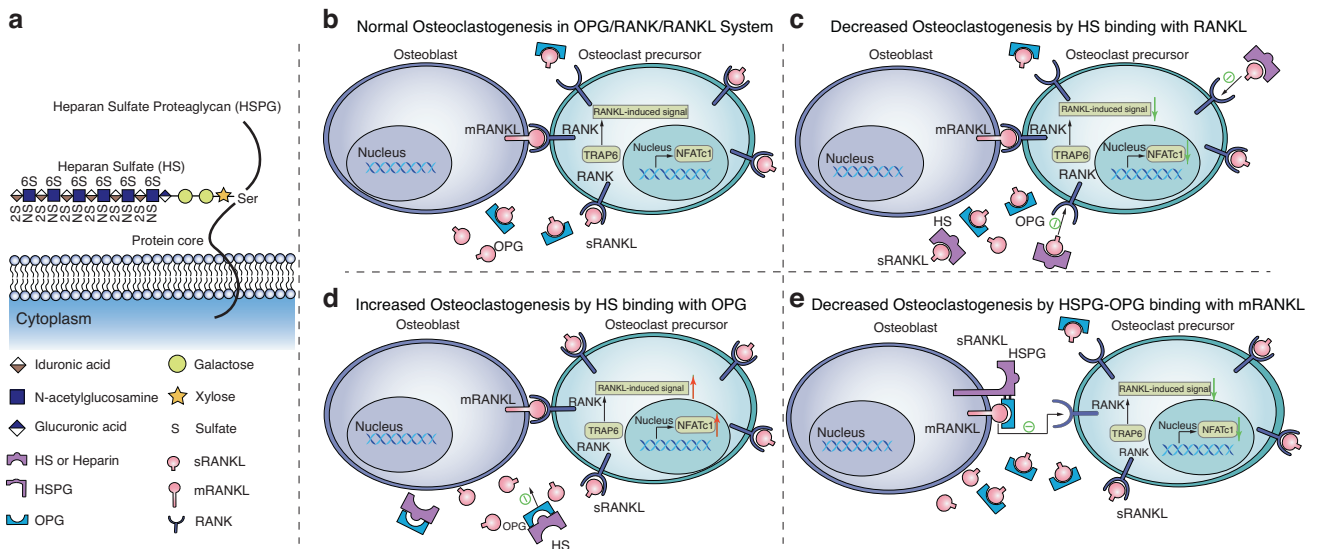 a
Heparan Sulfate Proteaglycan (HSPG)
Heparan Sulfate (HS)
6S 6S 6S 6S 6S 6S
Ser
2S NS 2S NS 2S NS 2S NS 2S NS 2S NS
Protein core
Cytoplasm
Iduronic acid
Galactose
N-acetylglucosamine
Xylose
Glucuronic acid
S Sulfate
HS or Heparin
sRANKL
HSPG
mRANKL
OPG
RANK
b Normal Osteoclastogenesis in OPG/RANK/RANKL System
Osteoblast
Osteoclast precursor
RANKL-induced signal
mRANKL
RANK
Nucleus
TRAP6
Nucleus
NFATc1
RANK
OPG
sRANKL
c Decreased Osteoclastogenesis by HS binding with RANKL
Osteoblast
Osteoclast precursor
RANKL-induced signal
mRANKL
RANK
Nucleus
TRAP6
Nucleus
NFATc1
RANK
HS
OPG
sRANKL
d Increased Osteoclastogenesis by HS binding with OPG
Osteoblast
Osteoclast precursor
RANKL-induced signal
mRANKL
RANK
Nucleus
TRAP6
Nucleus
NFATc1
RANK
sRANKL
OPG
HS
e Decreased Osteoclastogenesis by HSPG-OPG binding with mRANKL
Osteoblast
Osteoclast precursor
sRANKL
HSPG
RANKL-induced signal
RANK
mRANKL
Nucleus
TRAP6
Nucleus
NFATc1
RANK
sRANKL